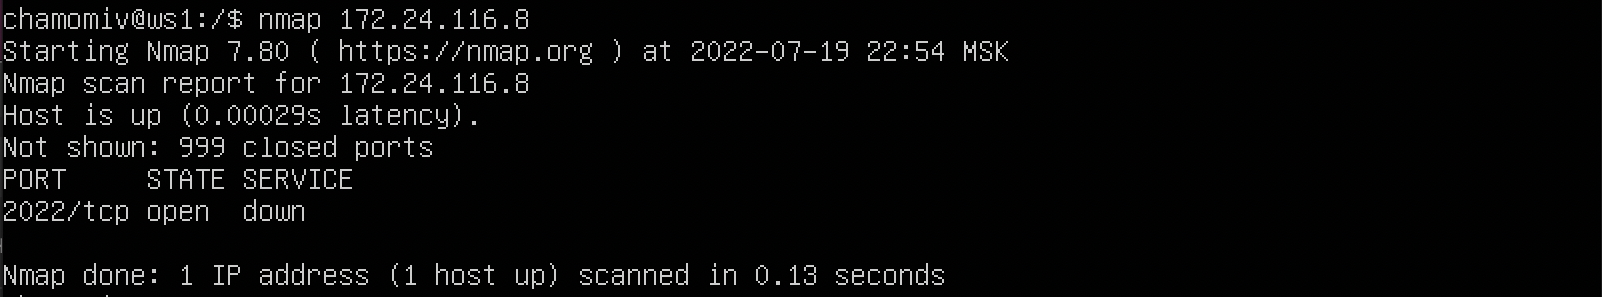 chamomiv@ws1:/$ nmap 172.24.116.8
Starting Nmap 7.80 ( https://nmap.org ) at 2022-07-19 22:54 MSK
Nmap scan report for 172.24.116.8
Host is up (0.00029s latency).
Not shown: 999 closed ports
PORT     STATE SERVICE
2022/tcp open  down
Nmap done: 1 IP address (1 host up) scanned in 0.13 seconds